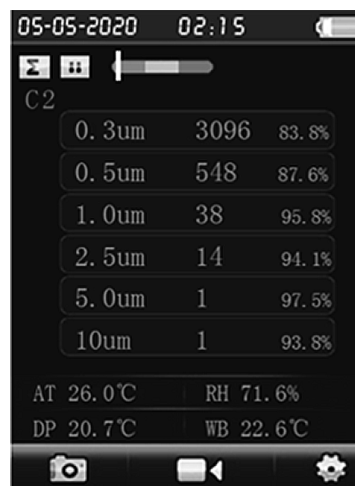 05-05-2020 02:15
Σ
C2
0.3um 3096 83.8%
0.5um 548 87.6%
1.0um 38 95.8%
2.5um 14 94.1%
5.0um 1 97.5%
10um 1 93.8%
AT 26.0℃ RH 71.6%
DP 20.7℃ WB 22.6℃